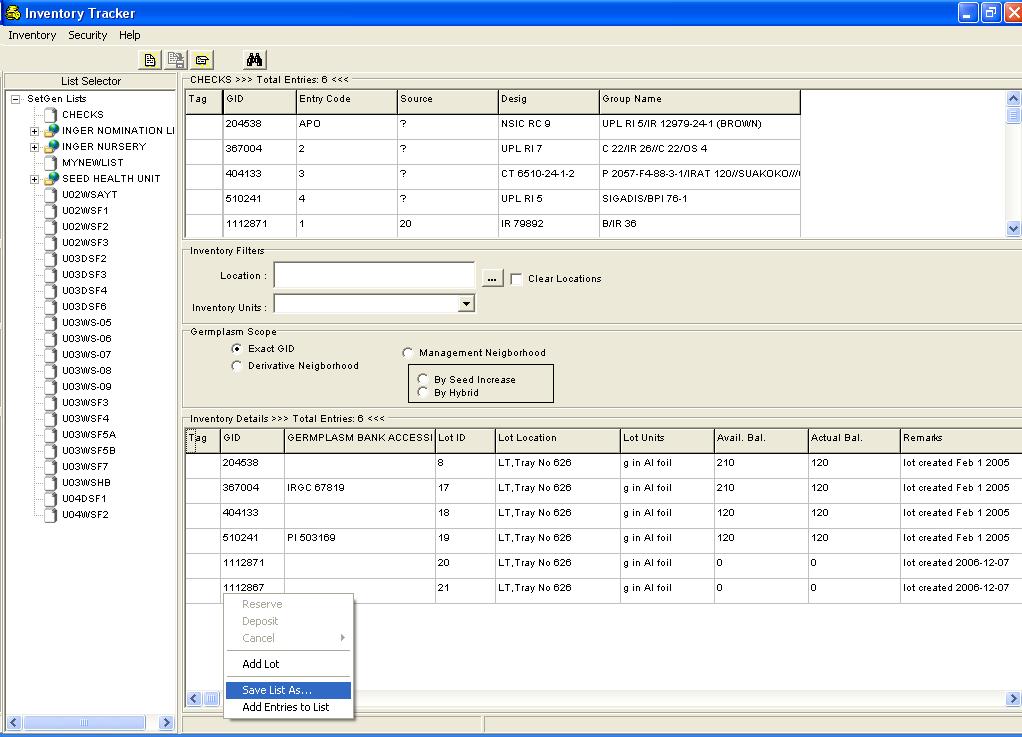 Inventory Tracker
Inventory Security Help
List Selector
SetGen Lists
CHECKS
INGER NOMINATION LI
INGER NURSERY
MYNEWLIST
SEED HEALTH UNIT
U02WSAYT
U02WSF1
U02WSF2
U02WSF3
U03DSF2
U03DSF3
U03DSF4
U03DSF6
U03WS-05
U03WS-06
U03WS-07
U03WS-08
U03WS-09
U03WSF3
U03WSF4
U03WSF5A
U03WSF5B
U03WSF7
U03WSHB
U04DSF1
U04WSF2
CHECKS >>> Total Entries: 6 <<<
Tag GID Entry Code Source Desig Group Name
204538 APO ? NSIC RC 9 UPL RI 5/IR 12979-24-1 (BROWN)
367004 2 ? UPL RI 7 C 22/IR 26//C 22/OS 4
404133 3 ? CT 6510-24-1-2 P 2057-F4-88-3-1/IRAT 120//SUAKOKO///
510241 4 ? UPL RI 5 SIGADIS/BPI 76-1
1112871 1 20 IR 79892 B/IR 36
Inventory Filters
Location : ... Clear Locations
Inventory Units :
Germplasm Scope
Exact GID Management Neigborhood
Derivative Neigborhood
By Seed Increase
By Hybrid
Inventory Details >>> Total Entries: 6 <<<
Tag GID GERMPLASM BANK ACCESSI Lot ID Lot Location Lot Units Avail. Bal. Actual Bal. Remarks
204538 8 LT,Tray No 626 g in Al foil 210 120 lot created Feb 1 2005
367004 IRGC 67819 17 LT,Tray No 626 g in Al foil 210 120 lot created Feb 1 2005
404133 18 LT,Tray No 626 g in Al foil 120 120 lot created Feb 1 2005
510241 PI 503169 19 LT,Tray No 626 g in Al foil 120 120 lot created Feb 1 2005
1112871 20 LT,Tray No 626 g in Al foil 0 0 lot created 2006-12-07
1112867 21 LT,Tray No 626 g in Al foil 0 0 lot created 2006-12-07
Reserve
Deposit
Cancel
Add Lot
Save List As...
Add Entries to List